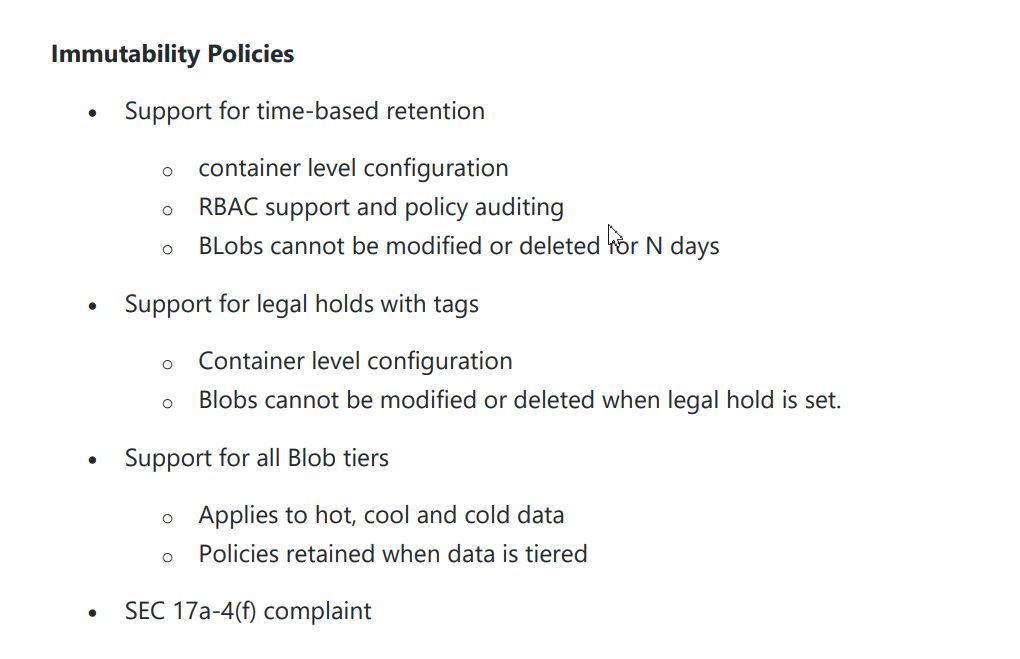 Immutability Policies
• Support for time-based retention
o container level configuration
o RBAC support and policy auditing
o BLobs cannot be modified or deleted for N days
• Support for legal holds with tags
o Container level configuration
o Blobs cannot be modified or deleted when legal hold is set.
• Support for all Blob tiers
o Applies to hot, cool and cold data
o Policies retained when data is tiered
• SEC 17a-4(f) complaint